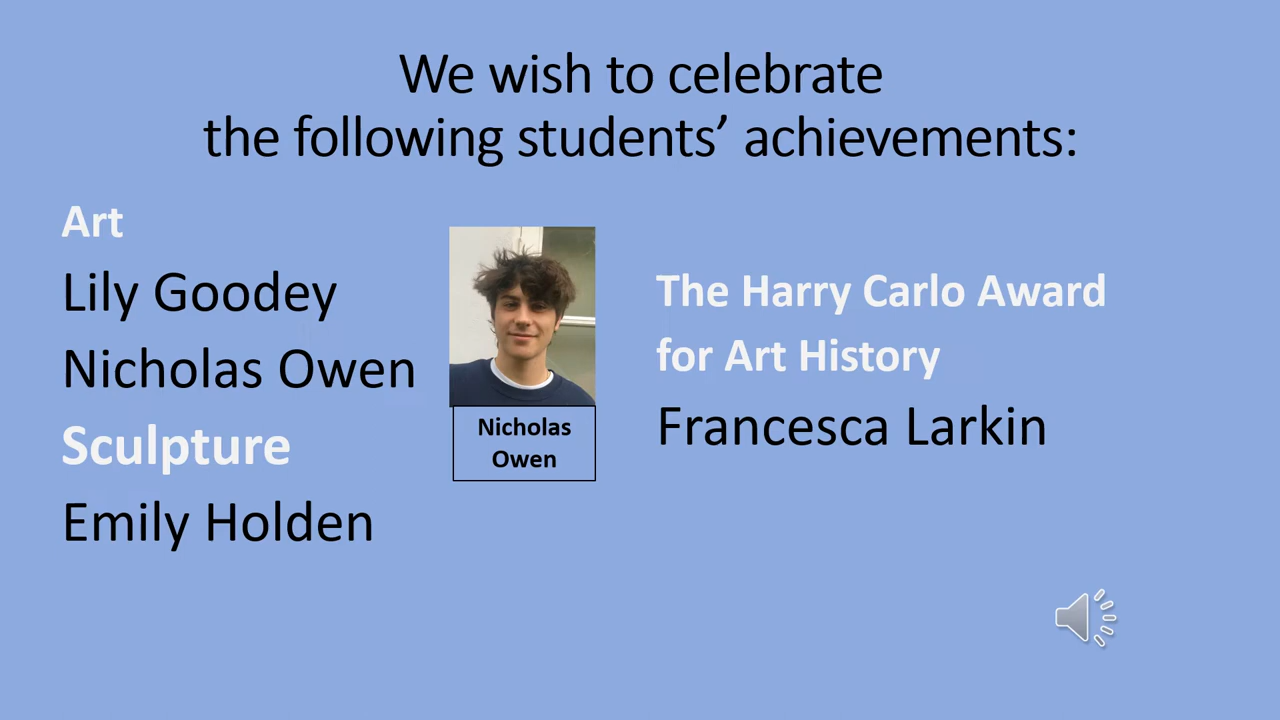 We wish to celebrate
the following students’ achievements:
Art
Lily Goodey
Nicholas Owen
Sculpture
Emily Holden
Nicholas
Owen
The Harry Carlo Award
for Art History
Francesca Larkin